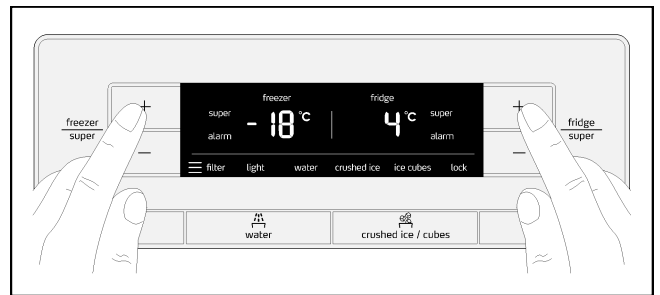 freezer
super
+
−
freezer
super
alarm
-18 °C
fridge
4 °C
super
alarm
filter light water crushed ice ice cubes lock
+
−
fridge
super
water
crushed ice / cubes